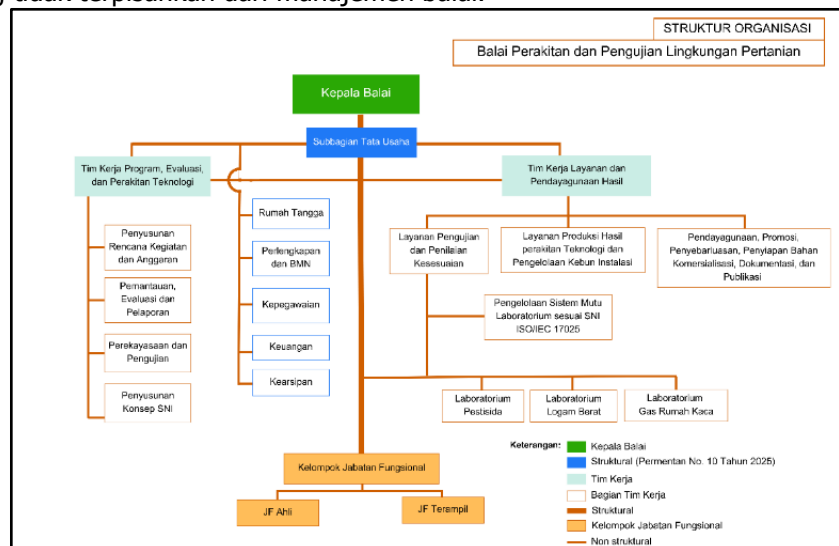 tidak terpisahkan dari manajemen balai.
STRUKTUR ORGANISASI
Balai Perakitan dan Pengujian Lingkungan Pertanian
Kepala Balai
Subbagian Tata Usaha
Tim Kerja Program, Evaluasi,
dan Perakitan Teknologi
Tim Kerja Layanan dan
Pendayagunaan Hasil
Penyusunan
Rencana Kegiatan
dan Anggaran
Pemantauan,
Evaluasi dan
Pelaporan
Perekayasaan dan
Pengujian
Penyusunan
Konsep SNI
Rumah Tangga
Perlengkapan
dan BMN
Kepegawaian
Keuangan
Kearsipan
Layanan Pengujian
dan Penilaian
Kesesuaian
Layanan Produksi Hasil
perakitan Teknologi dan
Pengelolaan Kebun Instalasi
Pendayagunaan, Promosi,
Penyebarluasan, Penyiapan Bahan
Komersialisasi, Dokumentasi, dan
Publikasi
Pengelolaan Sistem Mutu
Laboratorium sesuai SNI
ISO/IEC 17025
Laboratorium
Pestisida
Laboratorium
Logam Berat
Laboratorium
Gas Rumah Kaca
Kelompok Jabatan Fungsional
JF Ahli
JF Terampil
Keterangan:
Kepala Balai
Struktural (Permentan No. 10 Tahun 2025)
Tim Kerja
Bagian Tim Kerja
Struktural
Kelompok Jabatan Fungsional
Non struktural